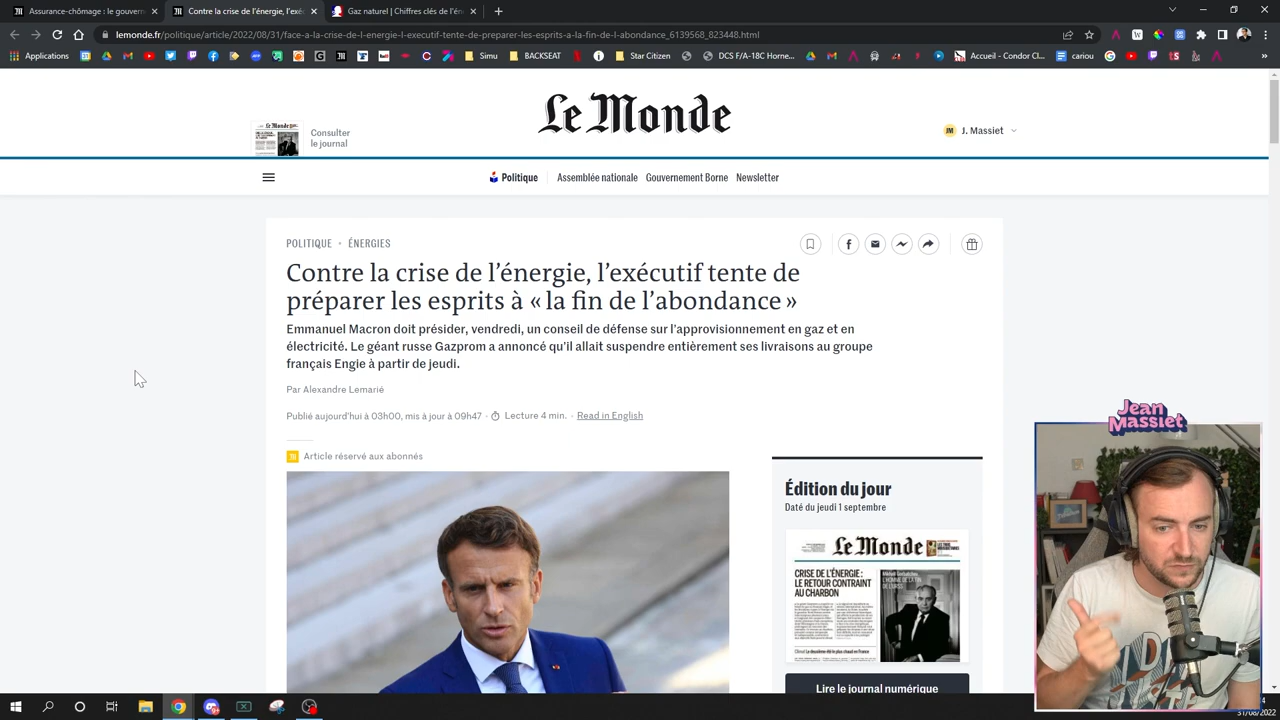 Assurance-chômage : le gouver
Contre la crise de l'énergie, l'exéc
Gaz naturel | Chiffres clés de l'én
lemonde.fr/politique/article/2022/08/31/face-a-la-crise-de-l-energie-l-executif-tente-de-preparer-les-esprits-a-la-fin-de-l-abondance_6139568_823448.html
Applications
Simu
BACKSEAT
Star Citizen
DCS F/A-18C Horne...
Accueil - Condor Cl...
cariou
Le Monde
Consulter
le journal
J. Massiet
Politique
Assemblée nationale
Gouvernement Borne
Newsletter
POLITIQUE • ÉNERGIES
Contre la crise de l'énergie, l'exécutif tente de
préparer les esprits à « la fin de l'abondance »
Emmanuel Macron doit présider, vendredi, un conseil de défense sur l'approvisionnement en gaz et en
électricité. Le géant russe Gazprom a annoncé qu'il allait suspendre entièrement ses livraisons au groupe
français Engie à partir de jeudi.
Par Alexandre Lemarié
Publié aujourd'hui à 03h00, mis à jour à 09h47 • Lecture 4 min. • Read in English
Article réservé aux abonnés
Édition du jour
Daté du jeudi 1 septembre
Le Monde
CRISE DE L'ÉNERGIE :
LE RETOUR CONTRAINT
AU CHARBON
Lire le journal numérique
Jean
Massiet
31/08/2022